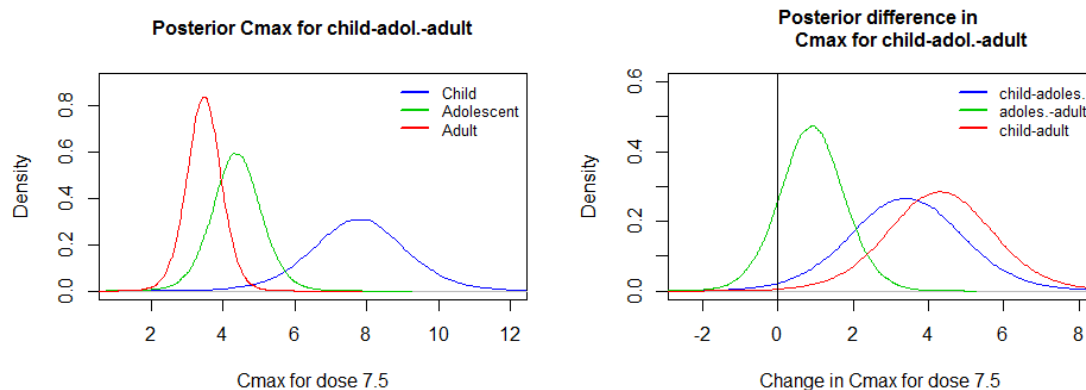 Posterior Cmax for child-adol.-adult
Density
0.0 0.2 0.4 0.6 0.8
Child
Adolescent
Adult
2 4 6 8 10 12
Cmax for dose 7.5
Posterior difference in
Cmax for child-adol.-adult
Density
0.0 0.2 0.4 0.6
child-adoles.
adoles.-adult
child-adult
-2 0 2 4 6 8
Change in Cmax for dose 7.5